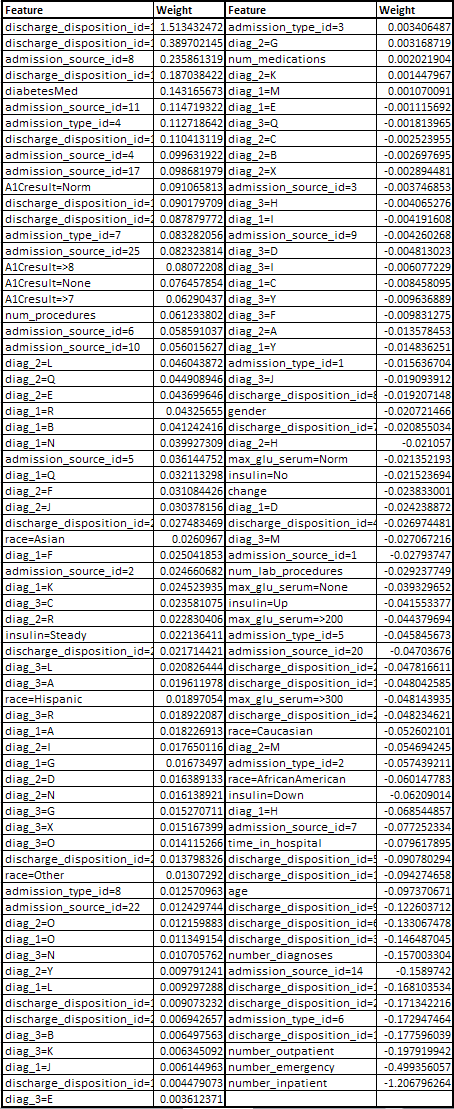 Feature Weight Feature Weight
discharge_disposition_id=1 1.513432472 admission_type_id=3 0.003406487
discharge_disposition_id=1 0.389702145 diag_2=G 0.003168719
admission_source_id=8 0.235861319 num_medications 0.002021904
discharge_disposition_id=1 0.187038422 diag_2=K 0.001447967
diabetesMed 0.143165673 diag_1=M 0.001070091
admission_source_id=11 0.114719322 diag_1=E -0.001115692
admission_type_id=4 0.112718642 diag_3=Q -0.001813965
discharge_disposition_id=1 0.110413119 diag_2=C -0.002523955
admission_source_id=4 0.099631922 diag_2=B -0.002697695
admission_source_id=17 0.098681979 diag_2=X -0.002894481
A1Cresult=Norm 0.091065813 admission_source_id=3 -0.003746853
discharge_disposition_id=1 0.090179709 diag_3=H -0.004065276
discharge_disposition_id=2 0.087879772 diag_1=I -0.004191608
admission_type_id=7 0.083282056 admission_source_id=9 -0.004260268
admission_source_id=25 0.082323814 diag_3=D -0.004813023
A1Cresult=>8 0.08072208 diag_3=I -0.006077229
A1Cresult=None 0.076457854 diag_1=C -0.008458095
A1Cresult=>7 0.06290437 diag_3=Y -0.009636889
num_procedures 0.061233802 diag_3=F -0.009831275
admission_source_id=6 0.058591037 diag_2=A -0.013578453
admission_source_id=10 0.056015627 diag_1=Y -0.014836251
diag_2=L 0.046043872 admission_type_id=1 -0.015636704
diag_2=Q 0.044908946 diag_3=J -0.019093912
diag_2=E 0.043699646 discharge_disposition_id=8 -0.019207148
diag_1=R 0.04325655 gender -0.020721466
diag_1=B 0.041242416 discharge_disposition_id=7 -0.020855034
diag_1=N 0.039927309 diag_2=H -0.021057
admission_source_id=5 0.036144752 max_glu_serum=Norm -0.021352193
diag_1=Q 0.032113298 insulin=No -0.021523694
diag_2=F 0.031084426 change -0.023833001
diag_2=J 0.030378156 diag_1=D -0.024238872
discharge_disposition_id=2 0.027483469 discharge_disposition_id=4 -0.026974481
race=Asian 0.0260967 diag_3=M -0.027067216
diag_1=F 0.025041853 admission_source_id=1 -0.02793747
admission_source_id=2 0.024660682 num_lab_procedures -0.029237749
diag_1=K 0.024523935 max_glu_serum=None -0.039329652
diag_3=C 0.023581075 insulin=Up -0.041553377
diag_2=R 0.022830406 max_glu_serum=>200 -0.044379694
insulin=Steady 0.022136411 admission_type_id=5 -0.045845673
discharge_disposition_id=2 0.021714421 admission_source_id=20 -0.04703676
diag_3=L 0.020826444 discharge_disposition_id=2 -0.047816611
diag_3=A 0.019611978 discharge_disposition_id=1 -0.048042585
race=Hispanic 0.01897054 max_glu_serum=>300 -0.048143935
diag_3=R 0.018922087 discharge_disposition_id=2 -0.048234621
diag_1=A 0.018226913 race=Caucasian -0.052602101
diag_2=I 0.017650116 diag_2=M -0.054694245
diag_1=G 0.01673497 admission_type_id=2 -0.057439211
diag_2=D 0.016389133 race=AfricanAmerican -0.060147783
diag_2=N 0.016138921 insulin=Down -0.06209014
diag_3=G 0.015270711 diag_1=H -0.068544857
diag_3=X 0.015167399 admission_source_id=7 -0.077252334
diag_3=O 0.014115266 time_in_hospital -0.079617895
discharge_disposition_id=2 0.013798326 discharge_disposition_id=5 -0.090780294
race=Other 0.01307292 discharge_disposition_id=1 -0.094274658
admission_type_id=8 0.012570963 age -0.097370671
admission_source_id=22 0.012429744 discharge_disposition_id=9 -0.122603712
diag_2=O 0.012159883 discharge_disposition_id=6 -0.133067478
diag_1=O 0.011349154 discharge_disposition_id=3 -0.146487045
diag_3=N 0.010705762 number_diagnoses -0.157003304
diag_2=Y 0.009791241 admission_source_id=14 -0.1589742
diag_1=L 0.009297288 discharge_disposition_id=1 -0.168103534
discharge_disposition_id=1 0.009073232 discharge_disposition_id=2 -0.171342216
discharge_disposition_id=2 0.006942657 admission_type_id=6 -0.172947464
diag_3=B 0.006497563 discharge_disposition_id=1 -0.177596039
diag_3=K 0.006345092 number_outpatient -0.197919942
diag_1=J 0.006144963 number_emergency -0.499356057
discharge_disposition_id=1 0.004479073 number_inpatient -1.206796264
diag_3=E 0.003612371